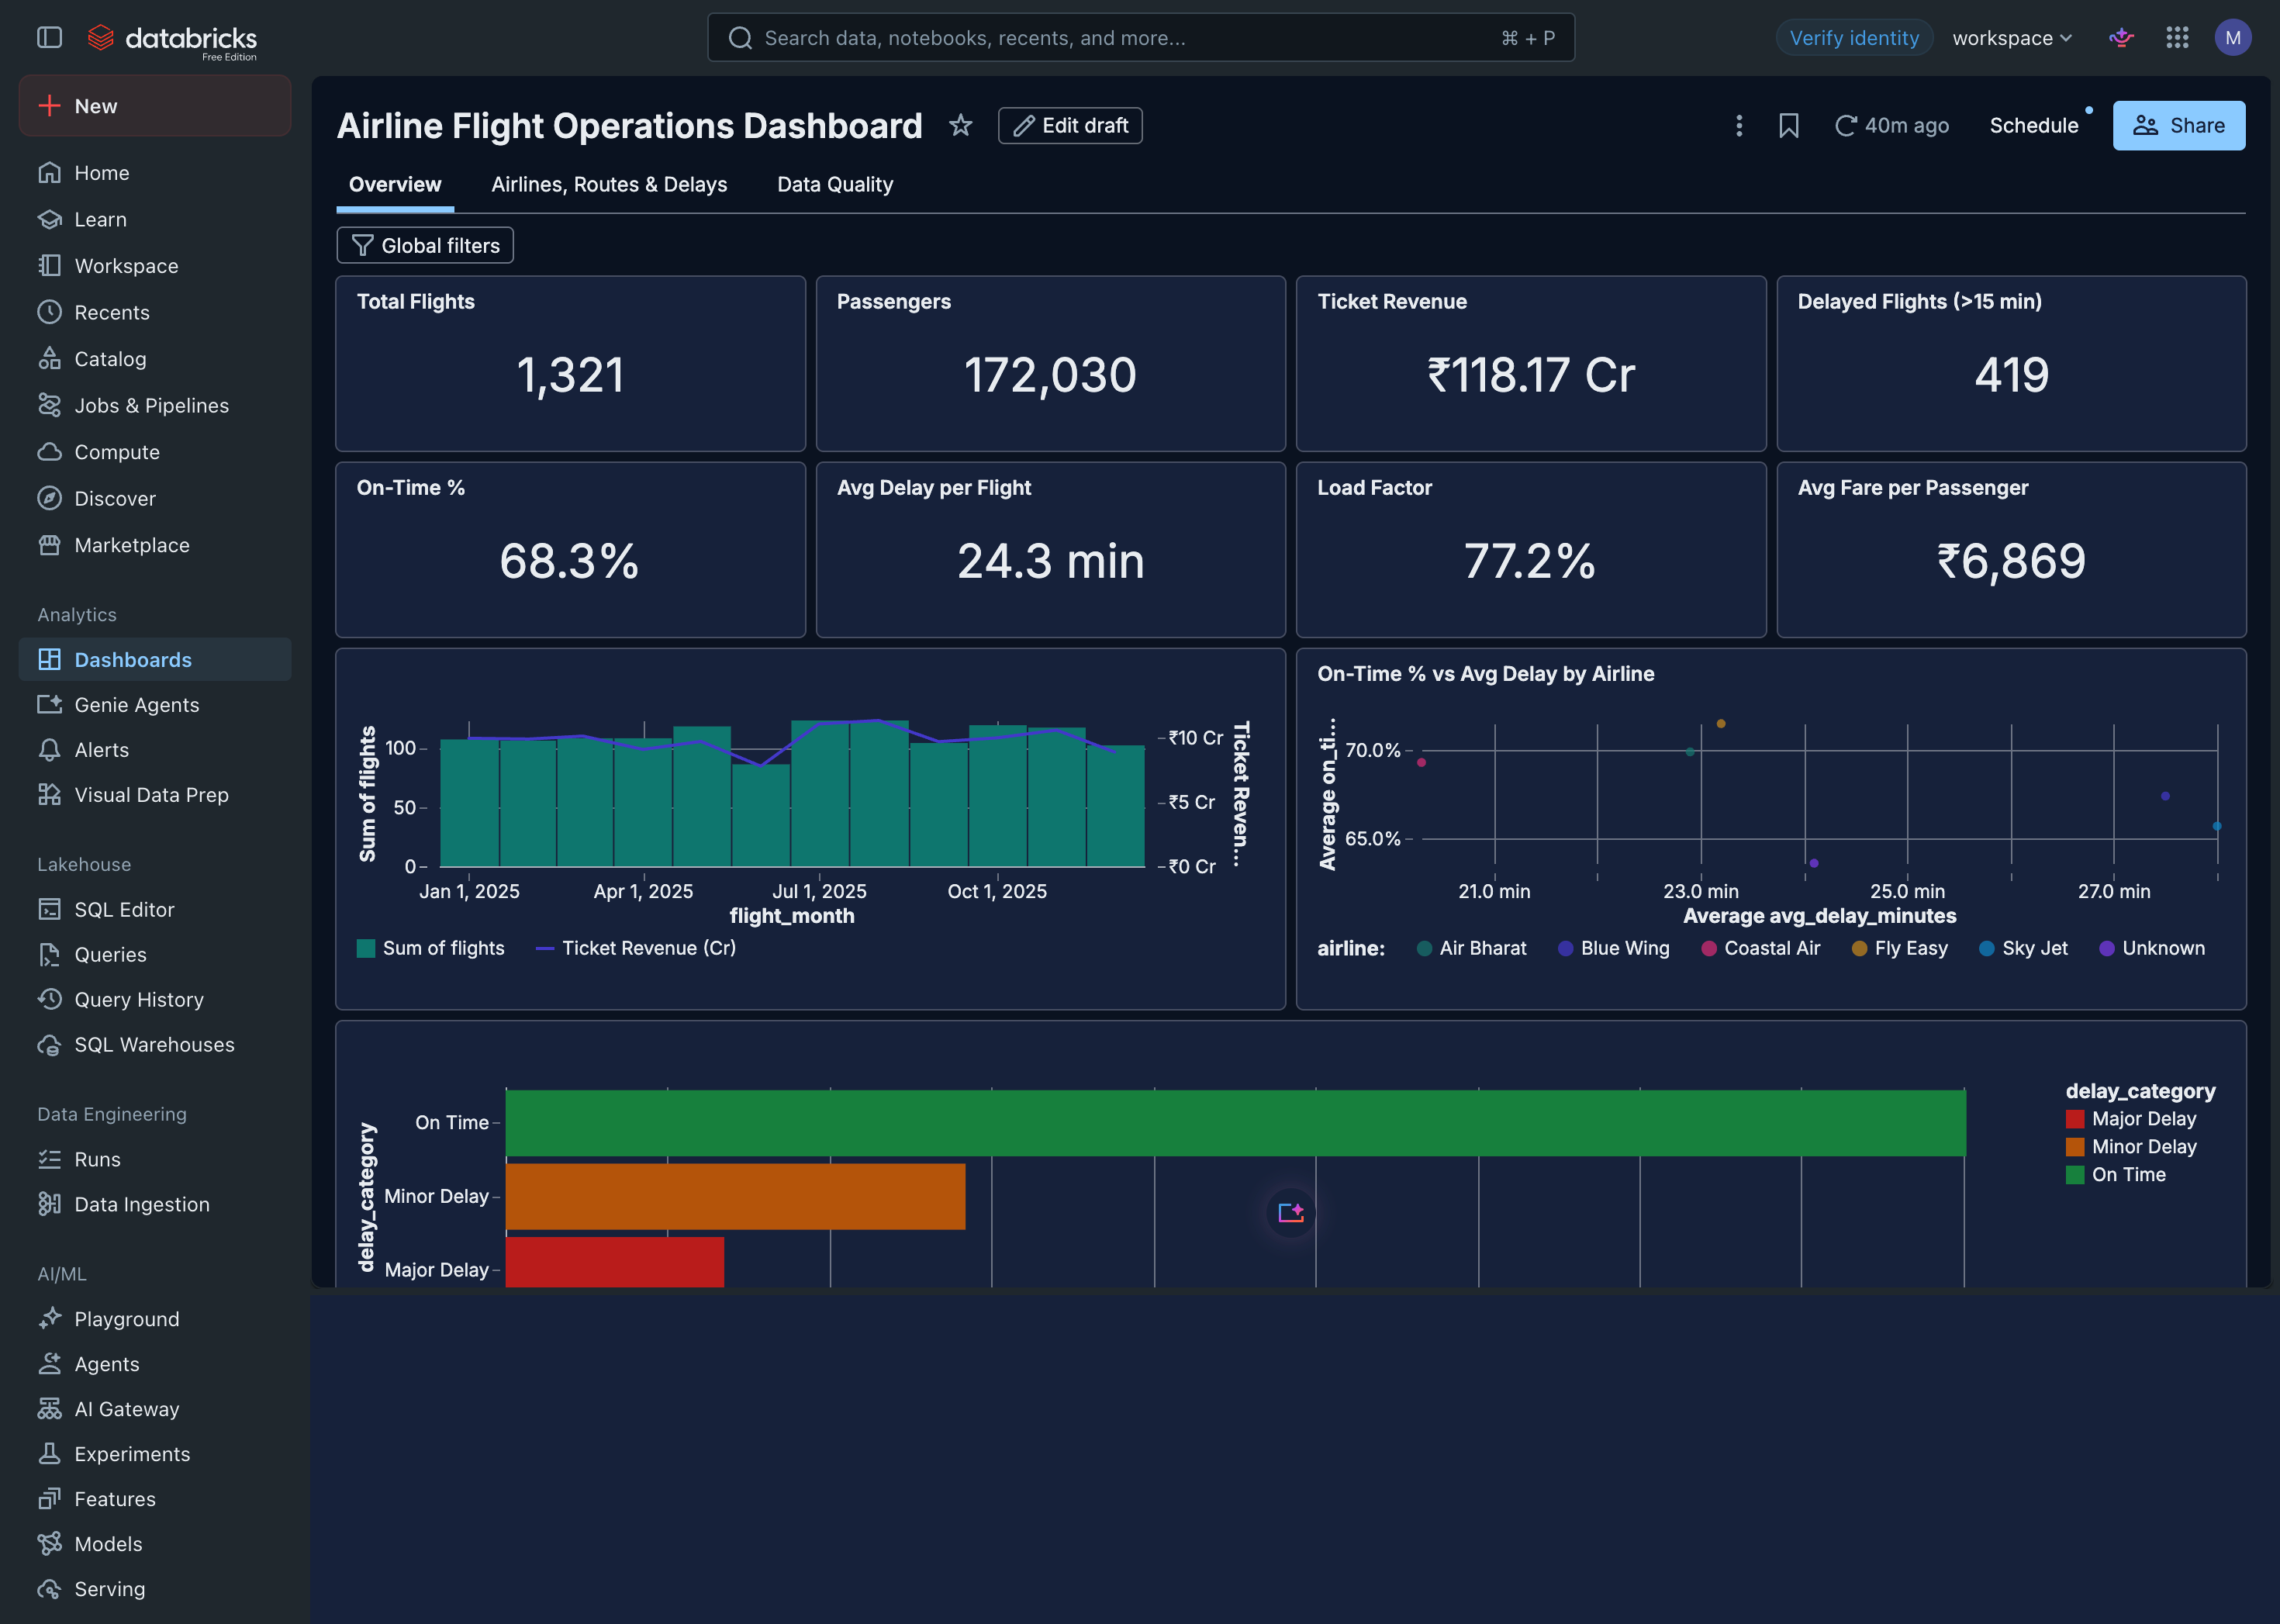 databricks
Free Edition
Search data, notebooks, recents, and more...
⌘ + P
Verify identity
workspace
M
New
Home
Learn
Workspace
Recents
Catalog
Jobs & Pipelines
Compute
Discover
Marketplace
Analytics
Dashboards
Genie Agents
Alerts
Visual Data Prep
Lakehouse
SQL Editor
Queries
Query History
SQL Warehouses
Data Engineering
Runs
Data Ingestion
AI/ML
Playground
Agents
AI Gateway
Experiments
Features
Models
Serving
Airline Flight Operations Dashboard
Edit draft
40m ago
Schedule
Share
Overview
Airlines, Routes & Delays
Data Quality
Global filters
Total Flights
1,321
Passengers
172,030
Ticket Revenue
₹118.17 Cr
Delayed Flights (>15 min)
419
On-Time %
68.3%
Avg Delay per Flight
24.3 min
Load Factor
77.2%
Avg Fare per Passenger
₹6,869
Sum of flights
100
50
0
₹10 Cr
₹5 Cr
₹0 Cr
Ticket Reven...
Jan 1, 2025
Apr 1, 2025
Jul 1, 2025
Oct 1, 2025
flight_month
Sum of flights
Ticket Revenue (Cr)
On-Time % vs Avg Delay by Airline
Average on_ti...
70.0%
65.0%
21.0 min
23.0 min
25.0 min
27.0 min
Average avg_delay_minutes
airline:
Air Bharat
Blue Wing
Coastal Air
Fly Easy
Sky Jet
Unknown
delay_category
On Time
Minor Delay
Major Delay
delay_category
Major Delay
Minor Delay
On Time